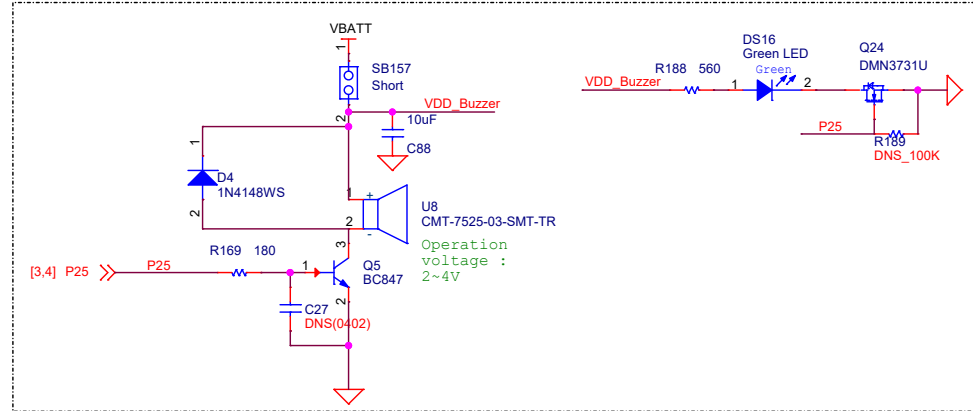 VBATT
1
SB157
Short
2
VDD_Buzzer
10uF
C88
1
D4
1N4148WS
2
1
+
2
-
U8
CMT-7525-03-SMT-TR
Operation
voltage :
2~4V
3
R169 180
[3,4] P25
P25
1
Q5
BC847
2
C27
DNS(0402)
DS16
Green LED
Green
Q24
DMN3731U
R188 560
VDD_Buzzer
1
2
P25
R189
DNS_100K